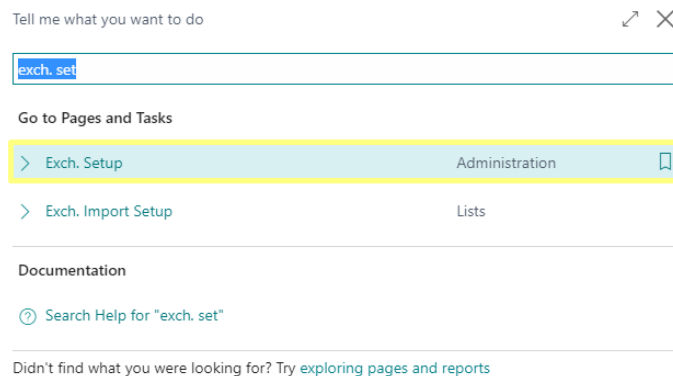 Tell me what you want to do
exch. set
Go to Pages and Tasks
Exch. Setup Administration
Exch. Import Setup Lists
Documentation
Search Help for "exch. set"
Didn't find what you were looking for? Try exploring pages and reports